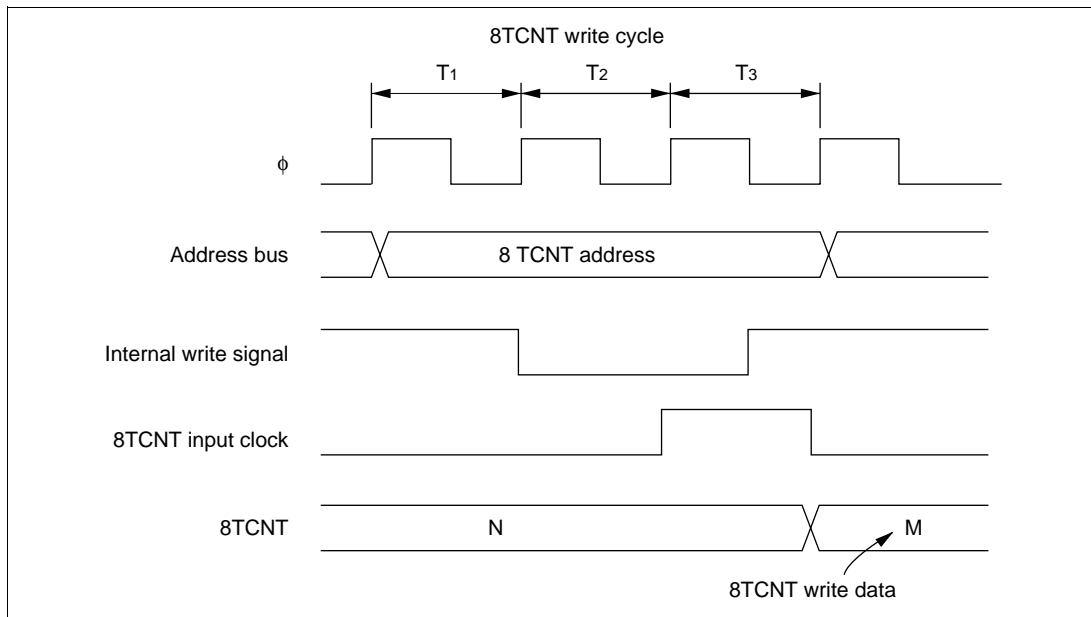 8TCNT write cycle
T1 T2 T3
ϕ
Address bus
8 TCNT address
Internal write signal
8TCNT input clock
8TCNT
N
M
8TCNT write data